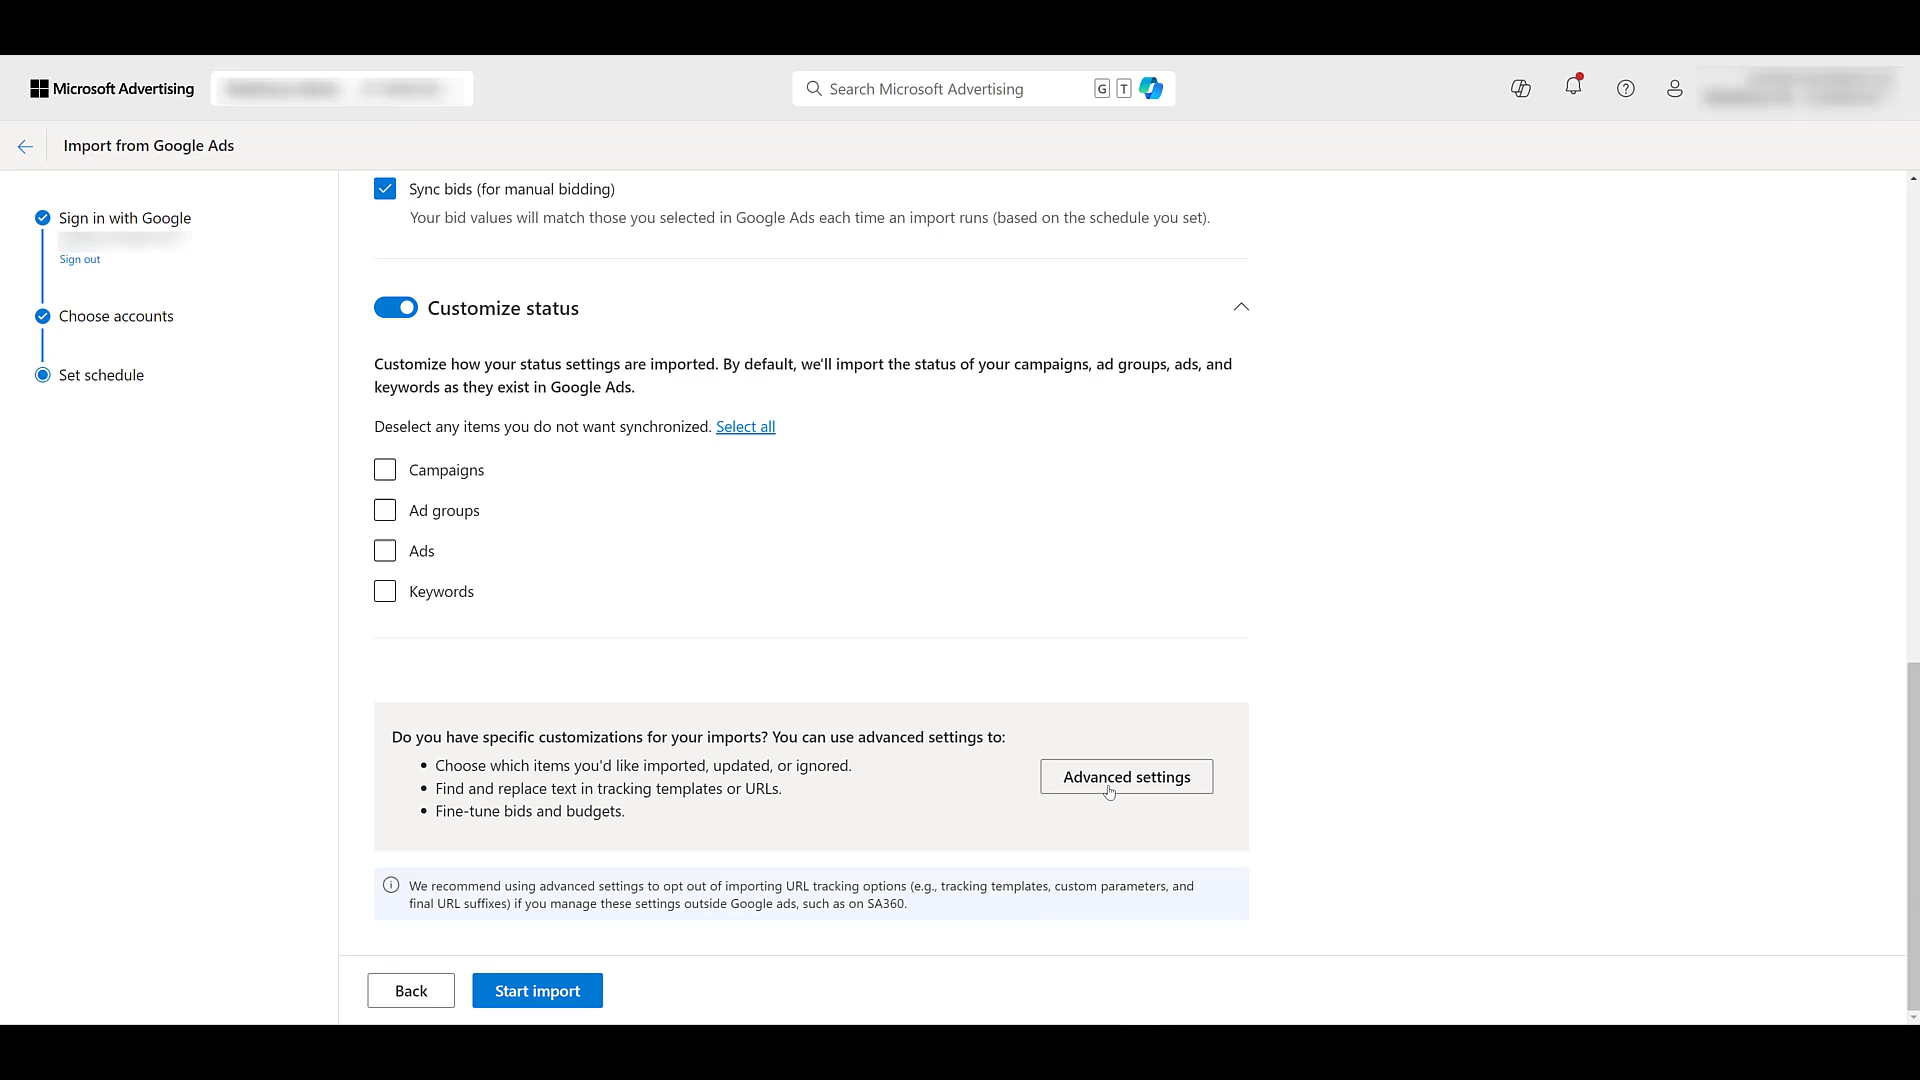 Microsoft Advertising
Search Microsoft Advertising
G T
Import from Google Ads
Sign in with Google
Sign out
Choose accounts
Set schedule
Sync bids (for manual bidding)
Your bid values will match those you selected in Google Ads each time an import runs (based on the schedule you set).
Customize status
Customize how your status settings are imported. By default, we'll import the status of your campaigns, ad groups, ads, and
keywords as they exist in Google Ads.
Deselect any items you do not want synchronized. Select all
Campaigns
Ad groups
Ads
Keywords
Do you have specific customizations for your imports? You can use advanced settings to:
• Choose which items you'd like imported, updated, or ignored.
• Find and replace text in tracking templates or URLs.
• Fine-tune bids and budgets.
Advanced settings
We recommend using advanced settings to opt out of importing URL tracking options (e.g., tracking templates, custom parameters, and
final URL suffixes) if you manage these settings outside Google ads, such as on SA360.
Back
Start import